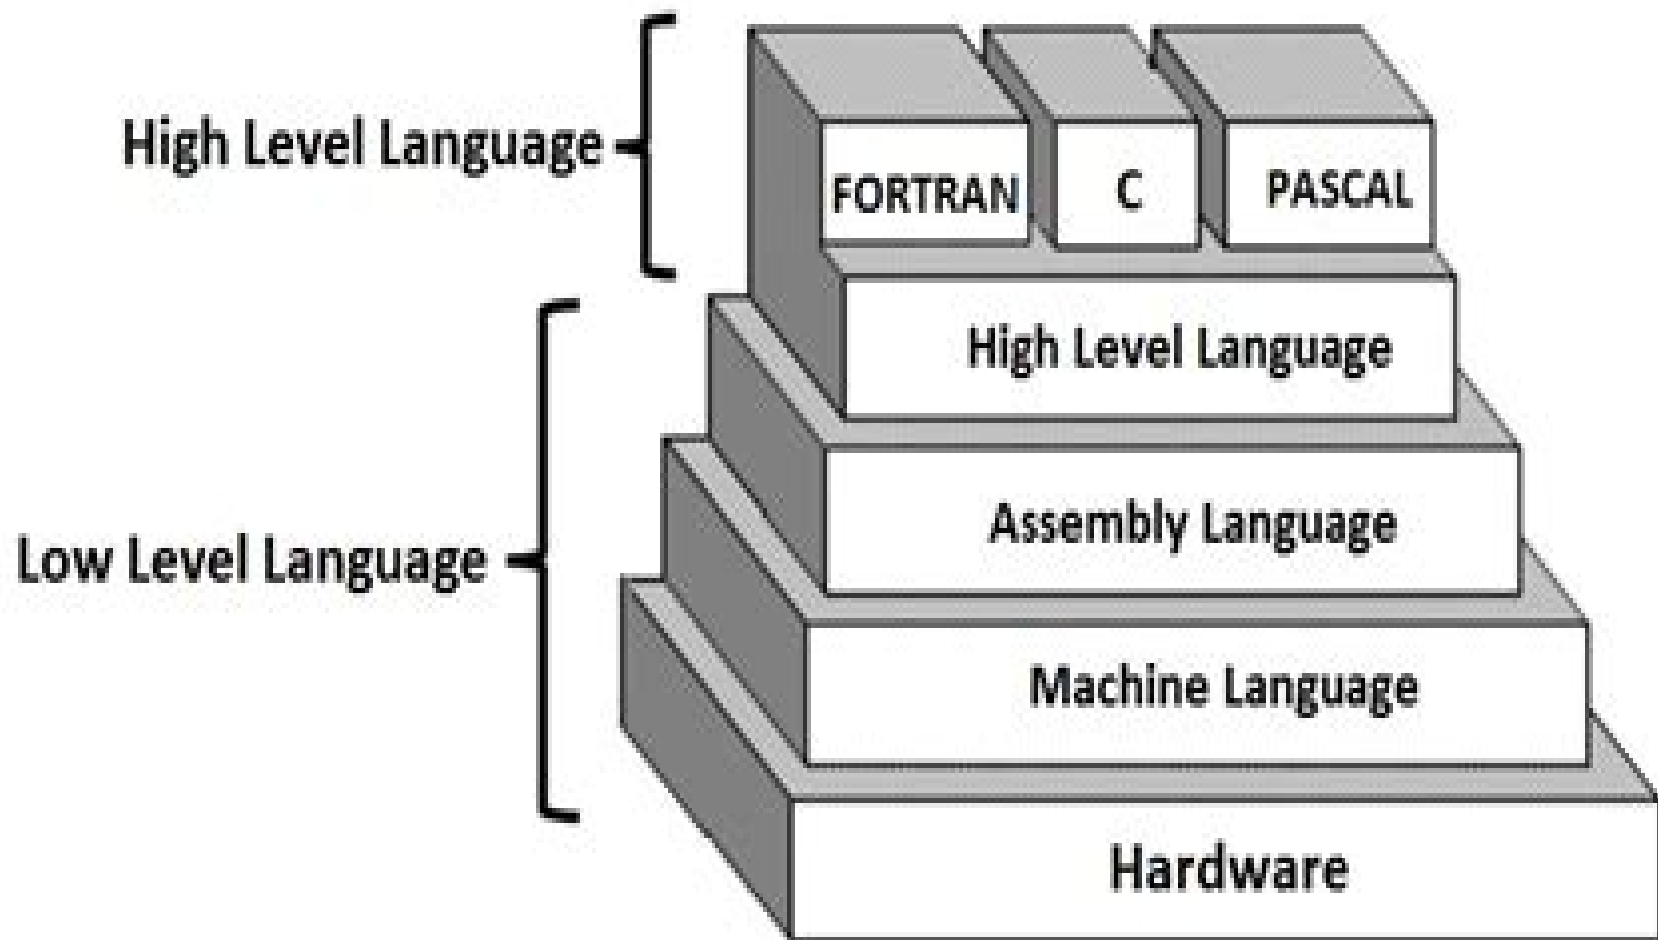 High Level Language
FORTRAN C PASCAL
High Level Language
Low Level Language
Assembly Language
Machine Language
Hardware